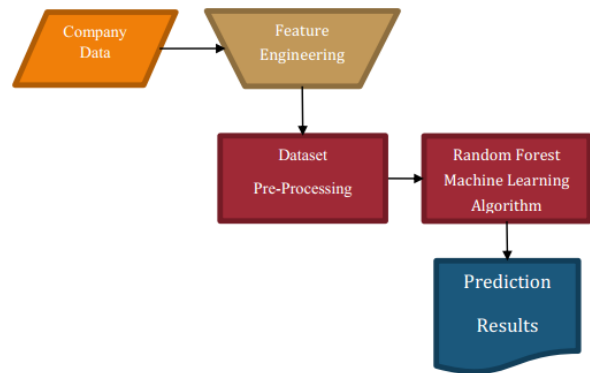 Company
Data
Feature
Engineering
Dataset
Pre-Processing
Random Forest
Machine Learning
Algorithm
Prediction
Results